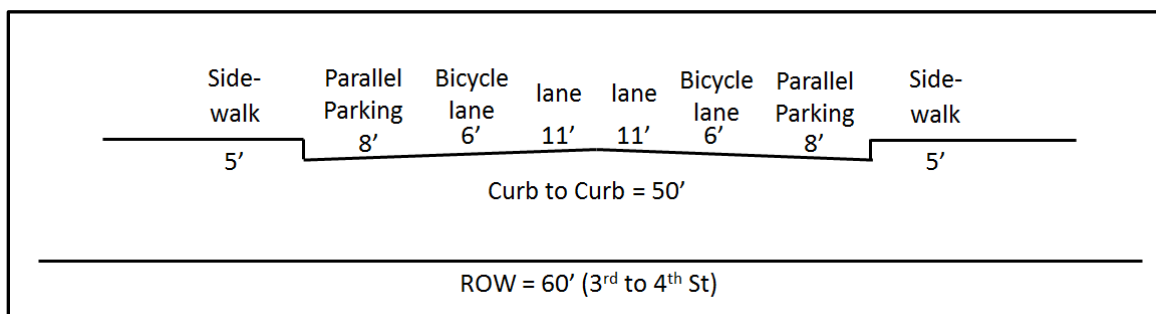 Side-
walk
5’
Parallel
Parking
8’
Bicycle
lane
6’
lane
11’
lane
11’
Bicycle
lane
6’
Parallel
Parking
8’
Side-
walk
5’
Curb to Curb = 50’
ROW = 60’ (3rd to 4th St)